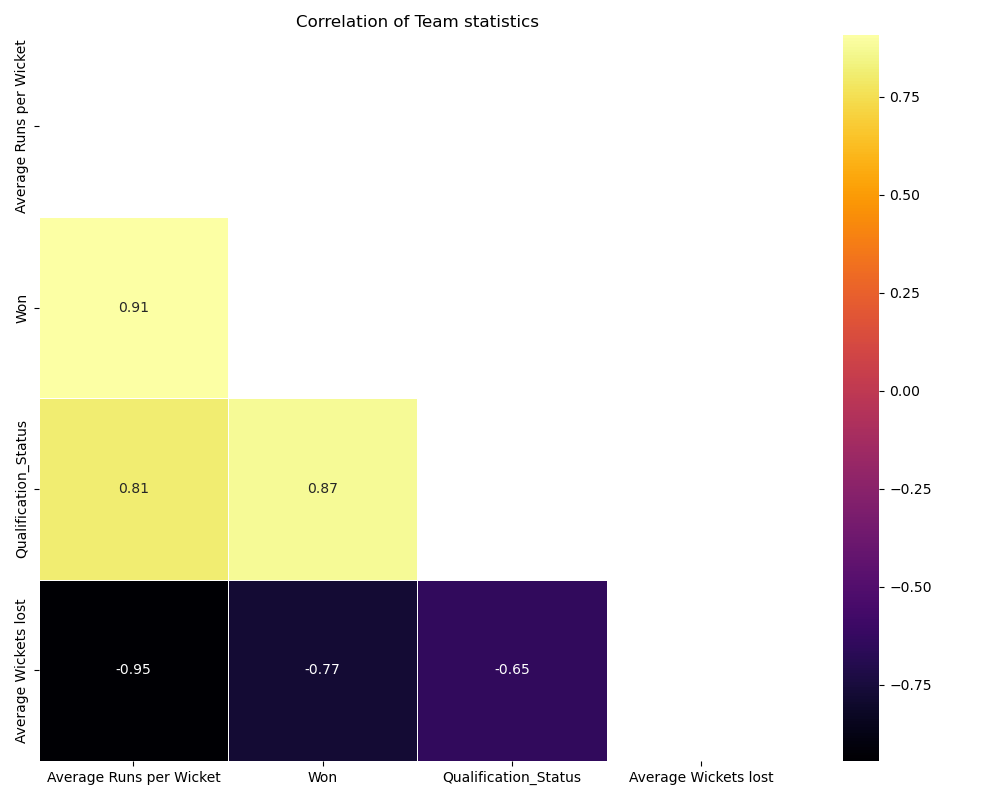 Correlation of Team statistics
Average Runs per Wicket
Won
Qualification_Status
Average Wickets lost
0.91
0.81
0.87
-0.95
-0.77
-0.65
Average Runs per Wicket
Won
Qualification_Status
Average Wickets lost
0.75
0.50
0.25
0.00
−0.25
−0.50
−0.75